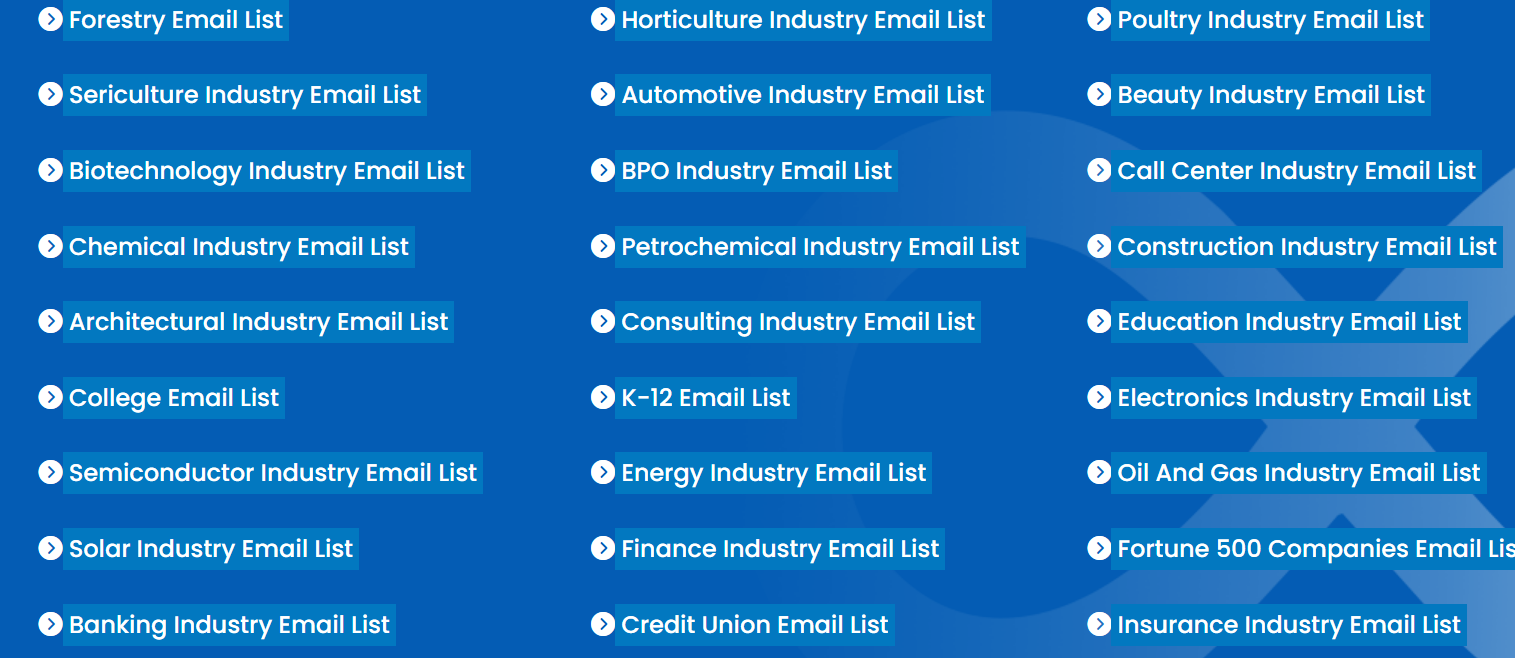 Forestry Email List
Horticulture Industry Email List
Poultry Industry Email List
Sericulture Industry Email List
Automotive Industry Email List
Beauty Industry Email List
Biotechnology Industry Email List
BPO Industry Email List
Call Center Industry Email List
Chemical Industry Email List
Petrochemical Industry Email List
Construction Industry Email List
Architectural Industry Email List
Consulting Industry Email List
Education Industry Email List
College Email List
K-12 Email List
Electronics Industry Email List
Semiconductor Industry Email List
Energy Industry Email List
Oil And Gas Industry Email List
Solar Industry Email List
Finance Industry Email List
Fortune 500 Companies Email Lis
Banking Industry Email List
Credit Union Email List
Insurance Industry Email List